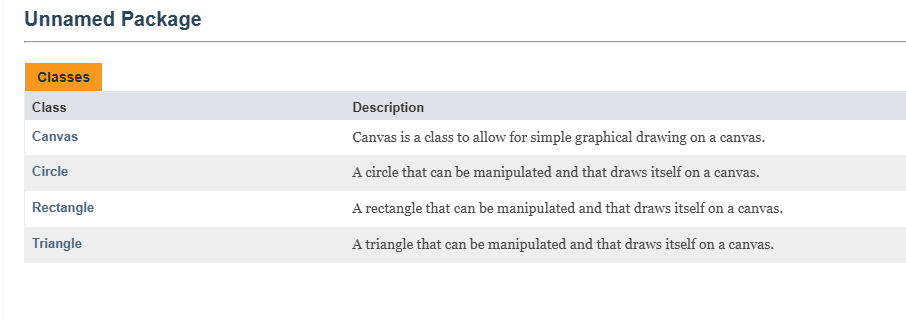 Unnamed Package
Classes
Class Description
Canvas Canvas is a class to allow for simple graphical drawing on a canvas.
Circle A circle that can be manipulated and that draws itself on a canvas.
Rectangle A rectangle that can be manipulated and that draws itself on a canvas.
Triangle A triangle that can be manipulated and that draws itself on a canvas.